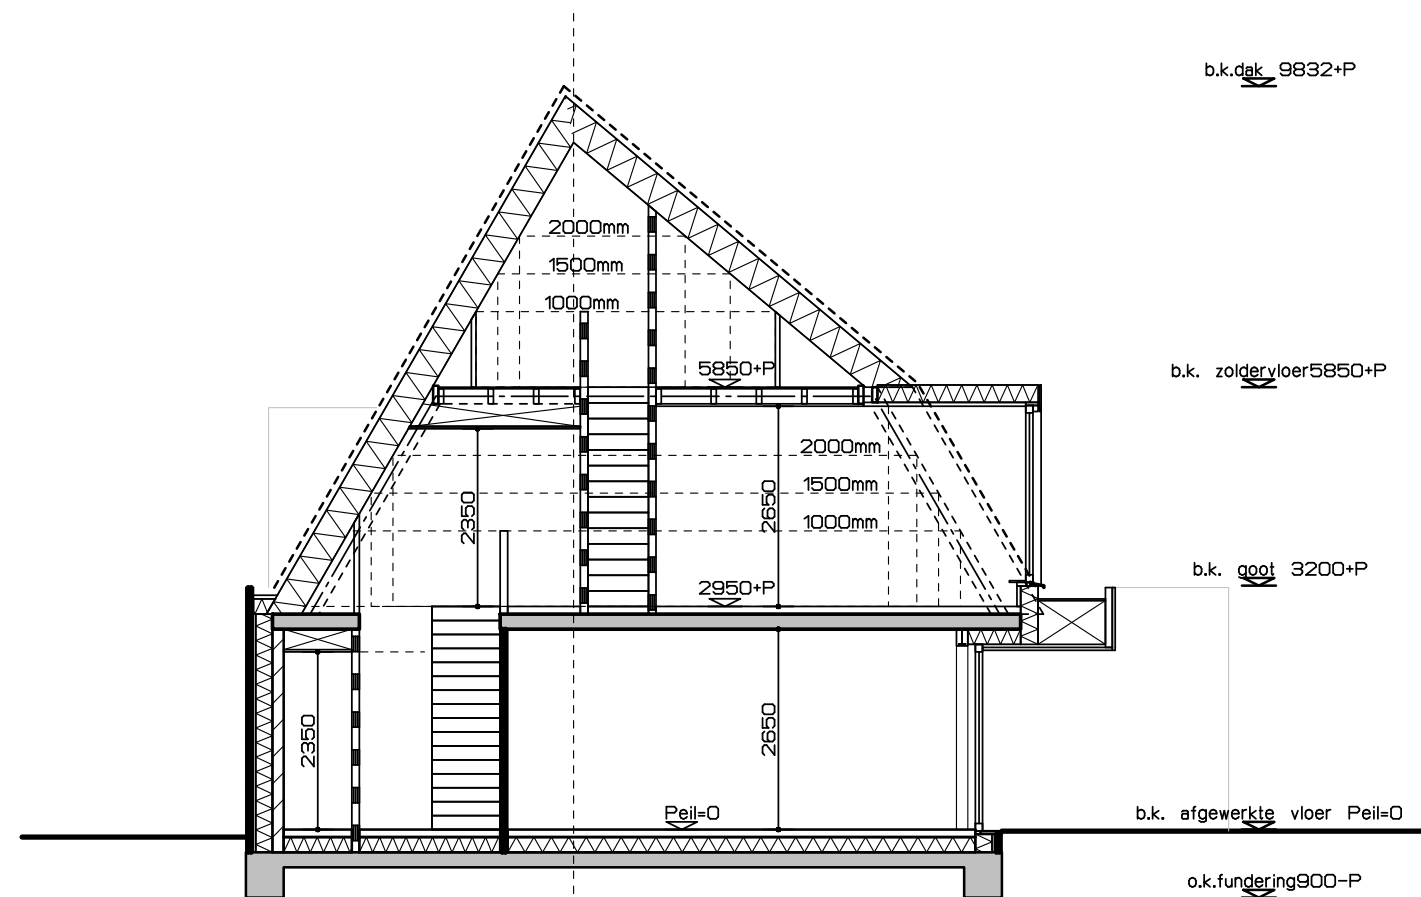 b.k.dak 9832+P
2000mm
1500mm
1000mm
5850+P
b.k. zoldervloer5850+P
2000mm
1500mm
1000mm
2350
2650
b.k. goot 3200+P
2950+P
2350
2650
Peil=0
b.k. afgewerkte vloer Peil=0
o.k.fundering900-P